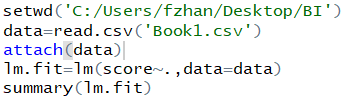 setwd('C:/Users/fzhan/Desktop/BI')
data=read.csv('Book1.csv')
attach(data)
lm.fit=lm(score~.,data=data)
summary(lm.fit)